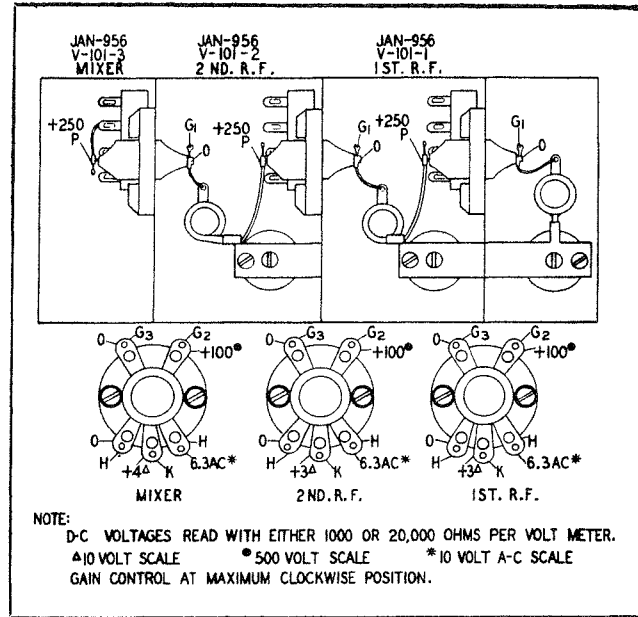 JAN-956
V-101-3
MIXER
JAN-956
V-101-2
2 ND. R.F.
JAN-956
V-101-1
1ST. R.F.
+250
P
G1
0
+250
P
G1
0
+250
P
G1
0
0
G3
G2
+100●
0
H
+4△
K
H
6.3AC*
MIXER
0
G3
G2
+100●
0
H
+3△
K
H
6.3AC*
2ND. R.F.
0
G3
G2
+100●
0
H
+3△
K
H
6.3AC*
1ST. R.F.
NOTE:
D-C VOLTAGES READ WITH EITHER 1000 OR 20,000 OHMS PER VOLT METER.
△10 VOLT SCALE ●500 VOLT SCALE *10 VOLT A-C SCALE
GAIN CONTROL AT MAXIMUM CLOCKWISE POSITION.